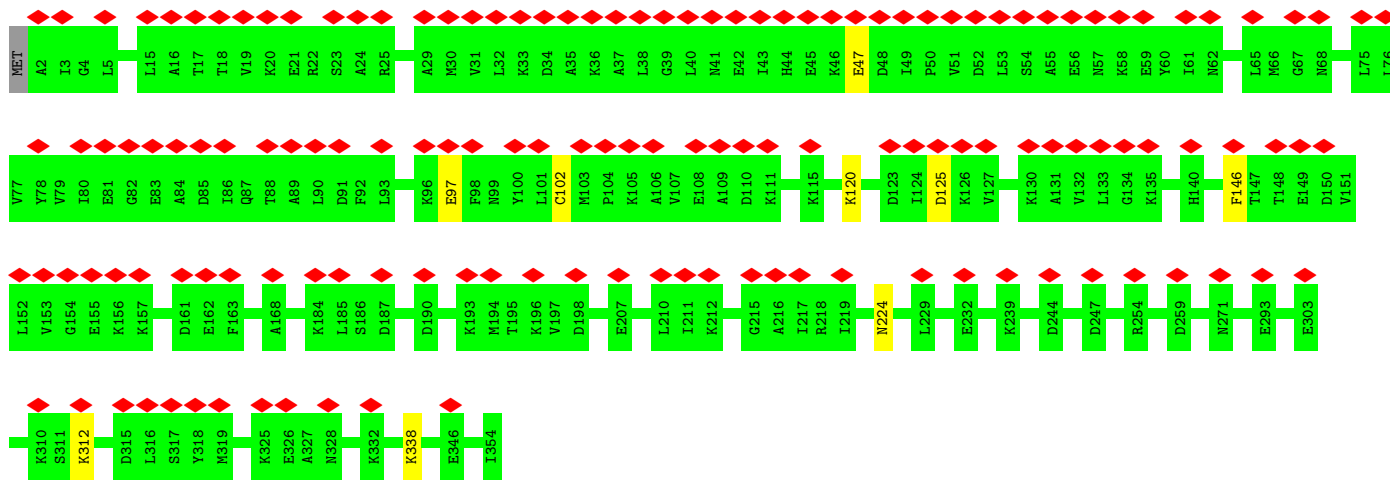 MET A2 I3 G4 L5 L15 A16 T17 T18 V19 K20 E21 R22 S23 A24 R25 A29 M30 V31 L32 K33 D34 A35 K36 A37 L38 G39 L40 N41 E42 I43 H44 E45 K46 E47 D48 I49 P50 V51 D52 L53 S54 A55 E56 N57 K58 E59 Y60 I61 N62 L65 M66 G67 N68 L75 L76
V77 Y78 V79 I80 E81 G82 E83 A84 D85 I86 Q87 T88 A89 L90 D91 F92 L93 K96 E97 F98 N99 Y100 L101 C102 M103 P104 K105 A106 V107 E108 A109 D110 K111 K115 K120 D123 I124 D125 K126 V127 K130 A131 V132 L133 G134 K135 H140 F146 T147 T148 E149 D150 V151
L152 V153 G154 E155 K156 K157 D161 E162 F163 A168 K184 L185 S186 D187 D190 K193 M194 T195 K196 V197 D198 E207 L210 I211 K212 G215 A216 I217 R218 I219 N224 L229 E232 K239 D244 D247 R254 D259 N271 E293 E303
K310 S311 K312 D315 L316 S317 Y318 M319 K325 E326 A327 N328 K332 K338 E346 I354